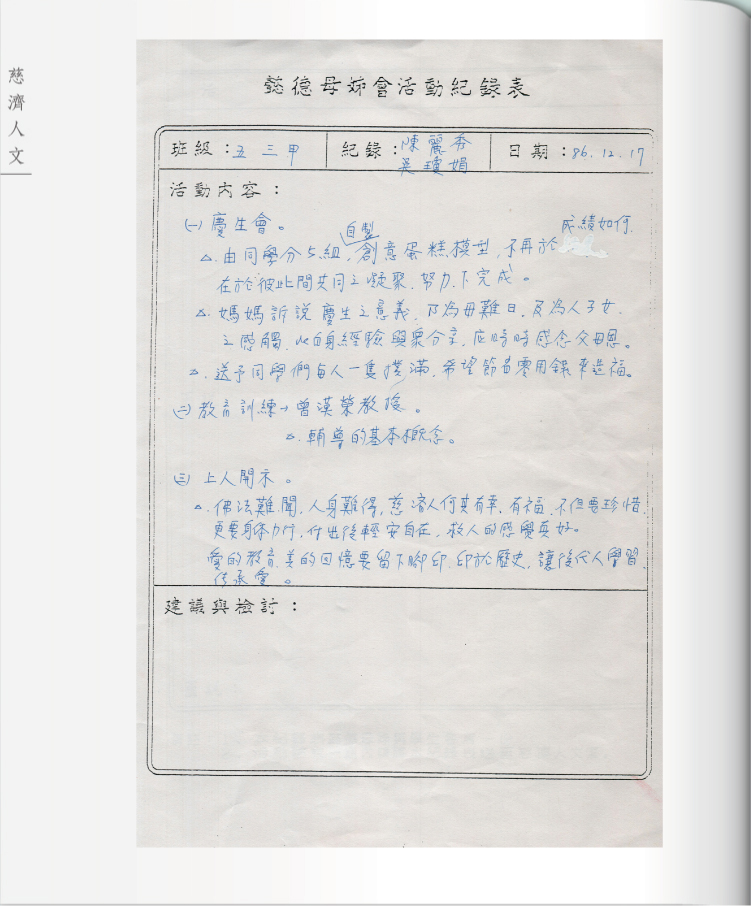 慈濟人文
懿德母姊會活動紀錄表
班級：五三甲
紀錄：陳麗秀
吳瓊娟
日期：86.12.17
活動內容：
(一) 慶生會。
△. 由同學分5組，自製創意蛋糕模型，不再於成績如何，
在於彼此間共同之凝聚、努力下完成。
△. 媽媽訴說慶生之意義，乃為母難日，及為人子女
之感觸，以自身經驗與眾分享，應時時感念父母恩。
△. 送予同學們每人一隻撲滿，希望節省零用錢來造福。
(二) 教育訓練→曾漢榮教授。
△. 輔導的基本概念。
(三) 上人開示。
△. 佛法難聞，人身難得，慈濟人何其有幸，有福，不但要珍惜
更要身体力行，付出後輕安自在，救人的感覺真好。
愛的教育，美的回憶要留下腳印，印於歷史，讓後代人學習，
传承愛。
建議與檢討：